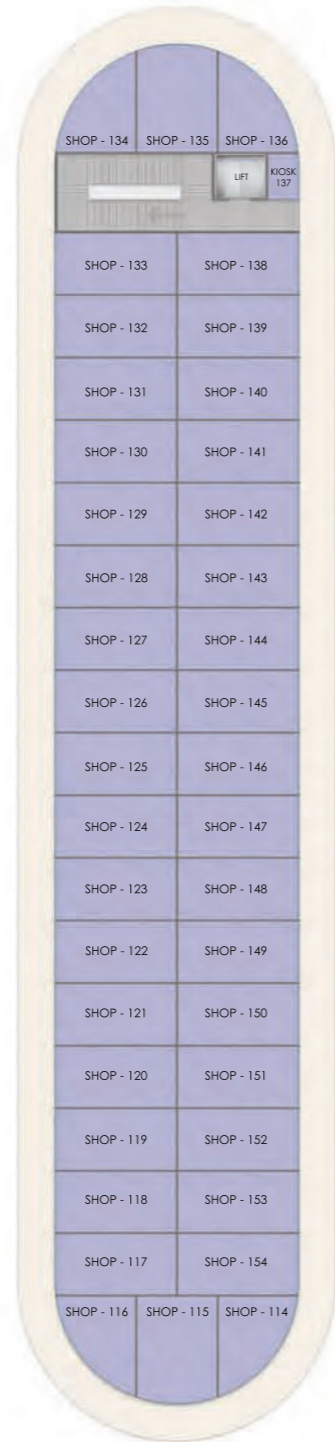 SHOP - 134 SHOP - 135 SHOP - 136
LIFT
KIOSK
137
SHOP - 133 SHOP - 138
SHOP - 132 SHOP - 139
SHOP - 131 SHOP - 140
SHOP - 130 SHOP - 141
SHOP - 129 SHOP - 142
SHOP - 128 SHOP - 143
SHOP - 127 SHOP - 144
SHOP - 126 SHOP - 145
SHOP - 125 SHOP - 146
SHOP - 124 SHOP - 147
SHOP - 123 SHOP - 148
SHOP - 122 SHOP - 149
SHOP - 121 SHOP - 150
SHOP - 120 SHOP - 151
SHOP - 119 SHOP - 152
SHOP - 118 SHOP - 153
SHOP - 117 SHOP - 154
SHOP - 116 SHOP - 115 SHOP - 114